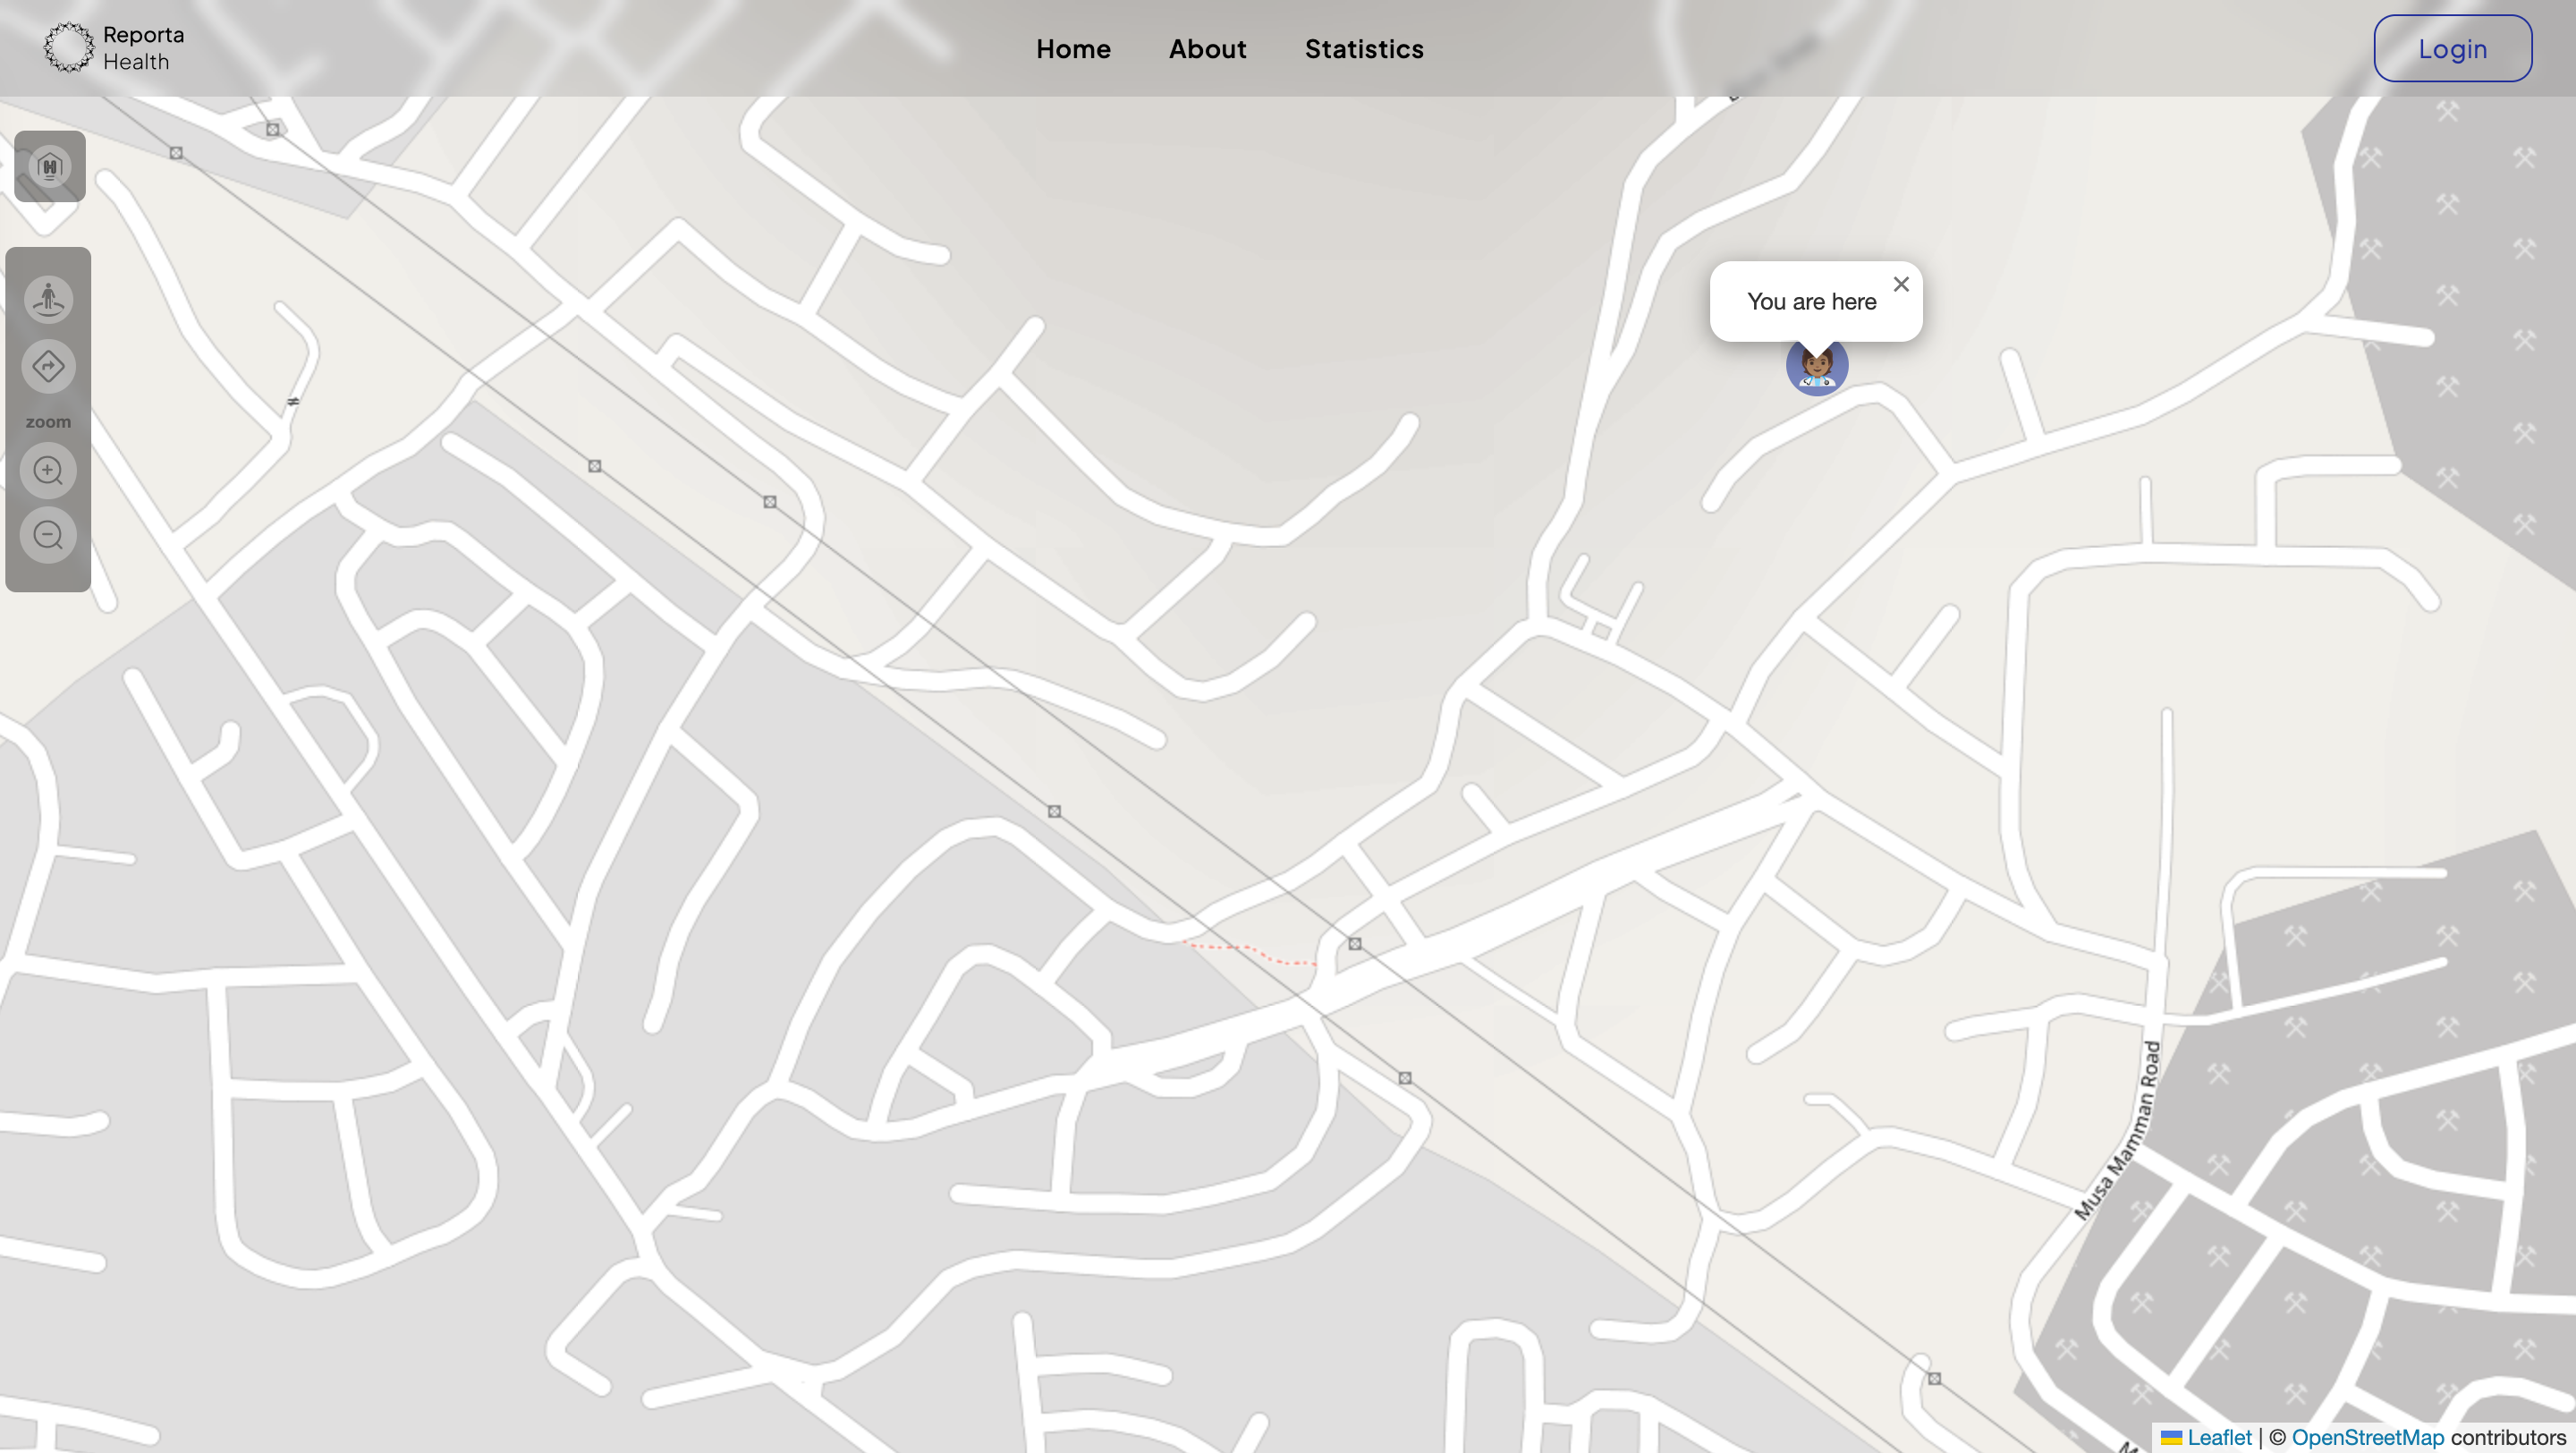 Reporta
Health
Home
About
Statistics
Login
You are here
zoom
Musa Mamman Road
Leaflet | © OpenStreetMap contributors